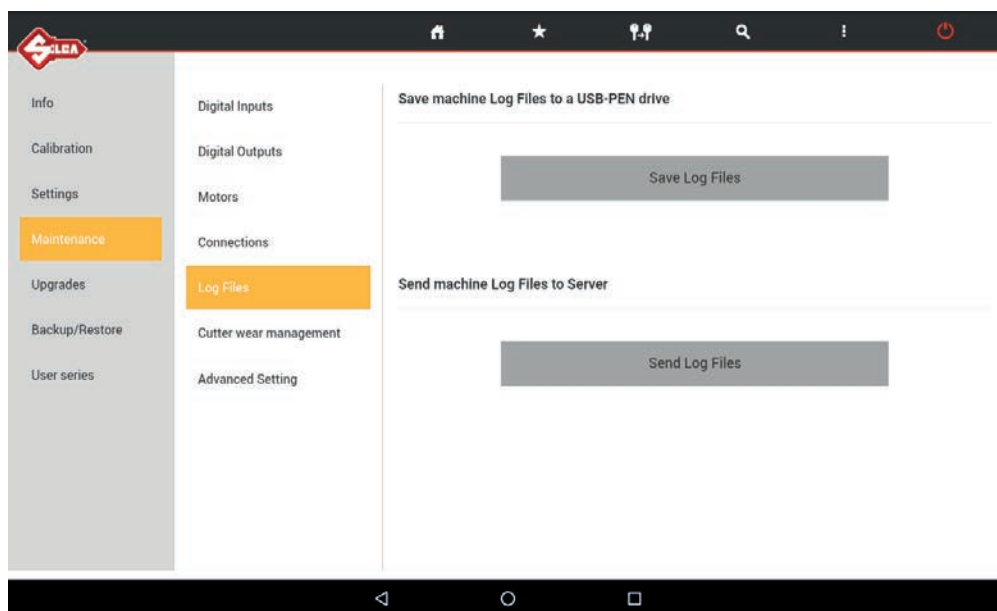 SILCA
Info
Calibration
Settings
Maintenance
Upgrades
Backup/Restore
User series
Digital Inputs
Digital Outputs
Motors
Connections
Log Files
Cutter wear management
Advanced Setting
Save machine Log Files to a USB-PEN drive
Save Log Files
Send machine Log Files to Server
Send Log Files